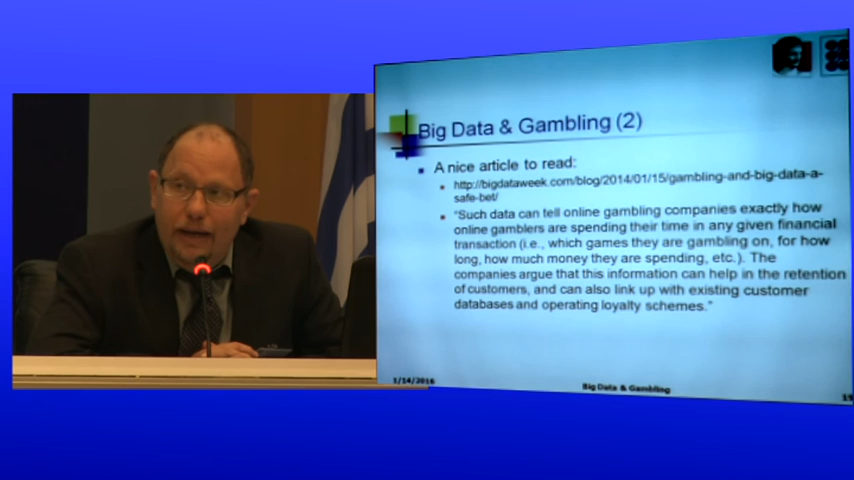 Big Data & Gambling (2)
A nice article to read:
http://bigdataweek.com/blog/2014/01/15/gambling-and-big-data-a-
safe-bet/
“Such data can tell online gambling companies exactly how
online gamblers are spending their time in any given financial
transaction (i.e., which games they are gambling on, for how
long, how much money they are spending, etc.). The
companies argue that this information can help in the retention
of customers, and can also link up with existing customer
databases and operating loyalty schemes.”
1/14/2016
Big Data & Gambling
19